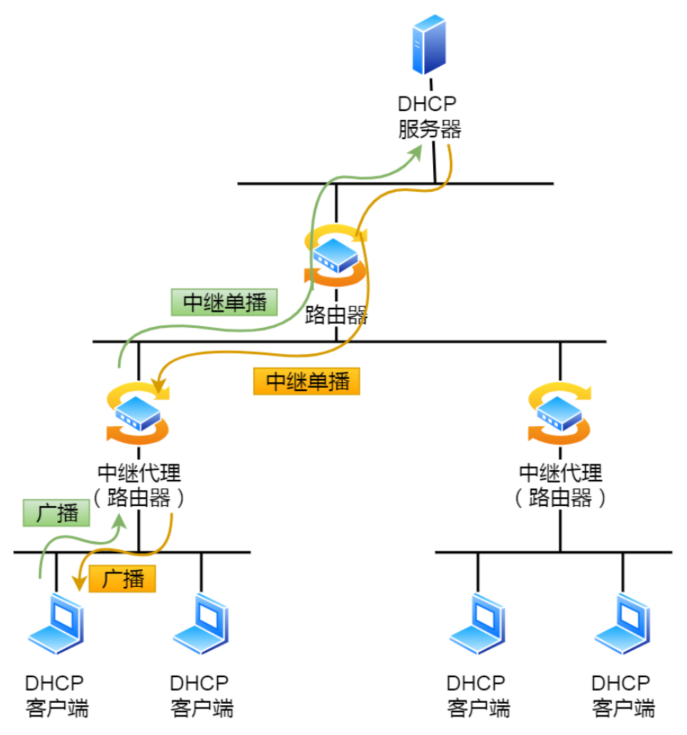 DHCP
服务器
中继单播
路由器
中继单播
中继代理
（路由器）
中继代理
（路由器）
广播
广播
DHCP
客户端
DHCP
客户端
DHCP
客户端
DHCP
客户端